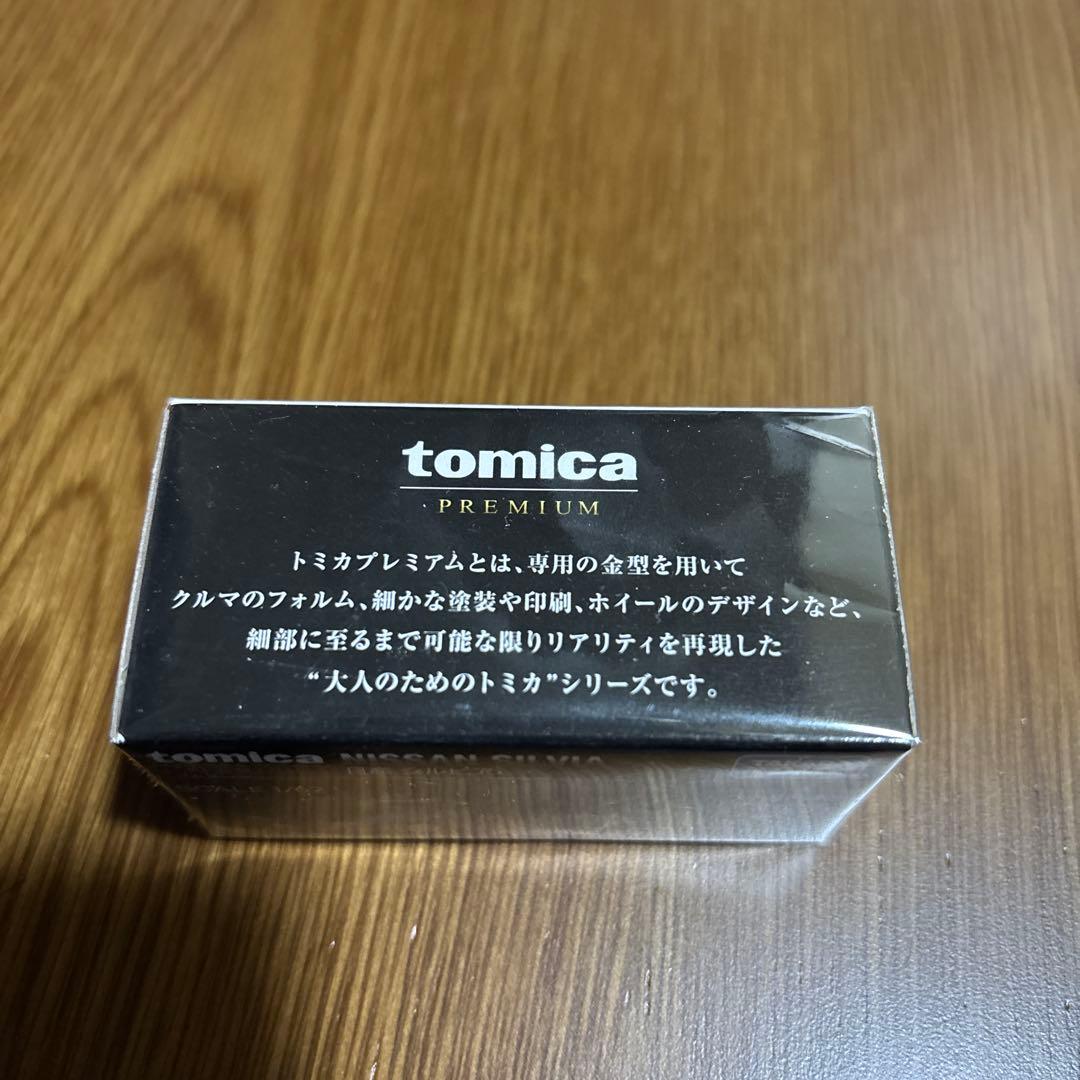 tomica
PREMIUM
トミカプレミアムとは、専用の金型を用いて
クルマのフォルム、細かな塗装や印刷、ホイールのデザインなど、
細部に至るまで可能な限りリアリティを再現した
“大人のためのトミカ”シリーズです。
tomica NISSAN SILVIA
SCALE 1/62